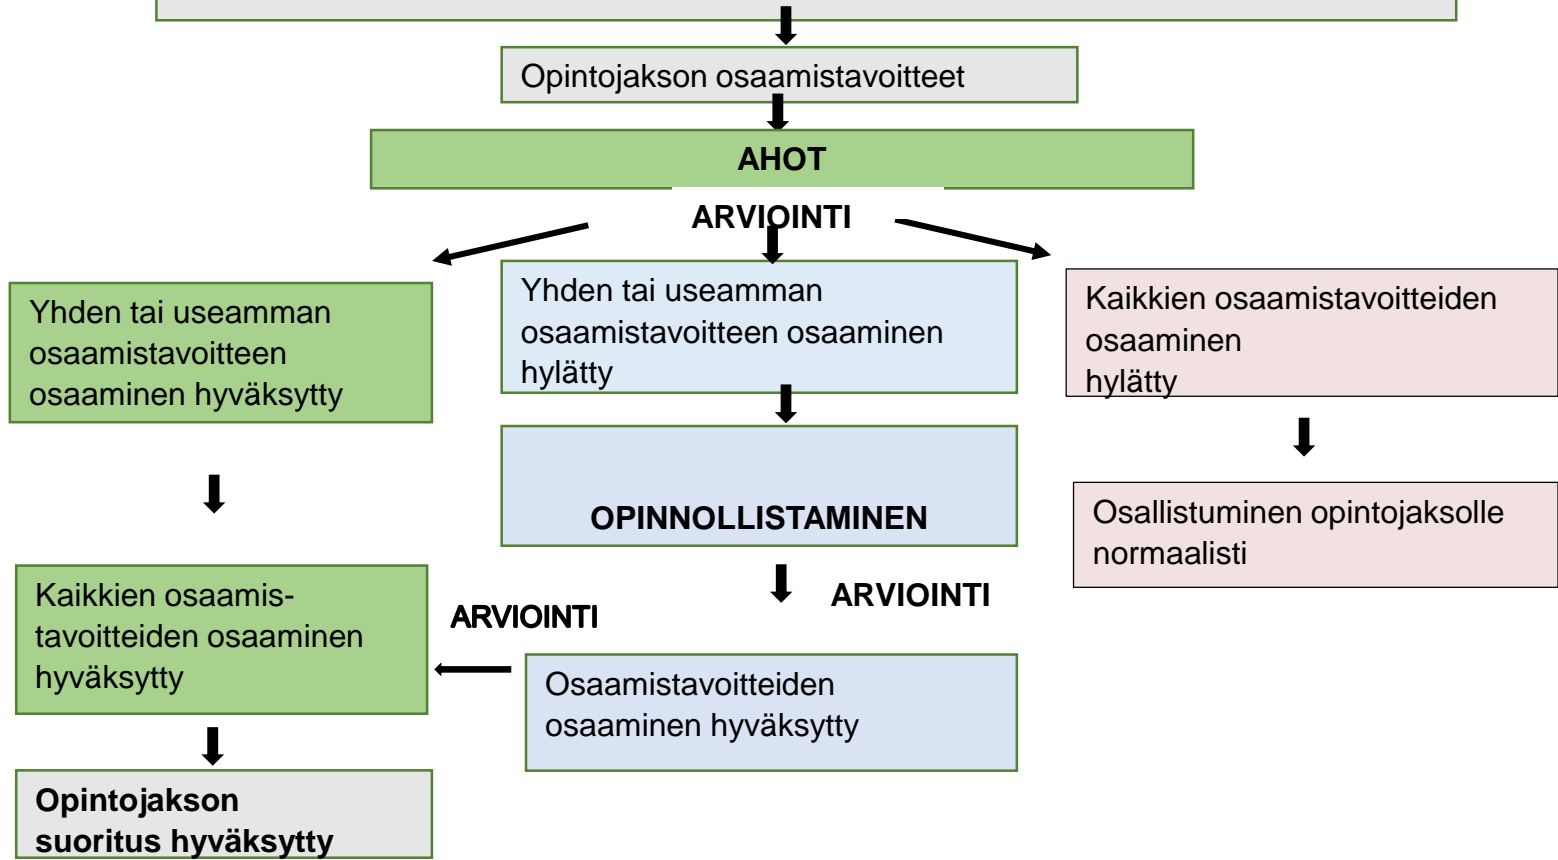 Opintojakson osaamistavoitteet
AHOT
ARVIOINTI
Yhden tai useamman
osaamistavoitteen
osaaminen hyväksytty
Yhden tai useamman
osaamistavoitteen osaaminen
hylätty
Kaikkien osaamistavoitteiden
osaaminen
hylätty
OPINNOLLISTAMINEN
Osallistuminen opintojaksolle
normaalisti
ARVIOINTI
Kaikkien osaamis-
tavoitteiden osaaminen
hyväksytty
ARVIOINTI
Osaamistavoitteiden
osaaminen hyväksytty
Opintojakson
suoritus hyväksytty